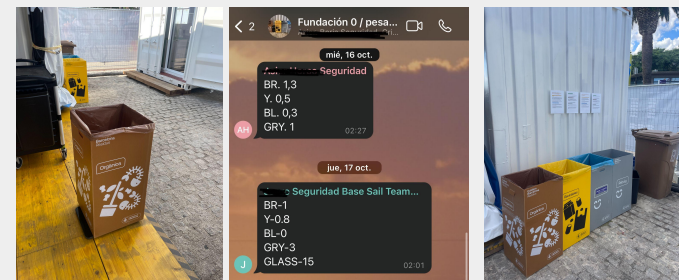 Orgànica
2
Fundación 0 / pesa...
mié, 16 oct.
Seguridad
BR. 1,3
Y. 0,5
BL. 0,3
GRY. 1
02:27
AH
jue, 17 oct.
Seguridad Base Sail Team...
BR-1
Y-0.8
BL-0
GRY-3
GLASS-15
02:01
J
Orgànica